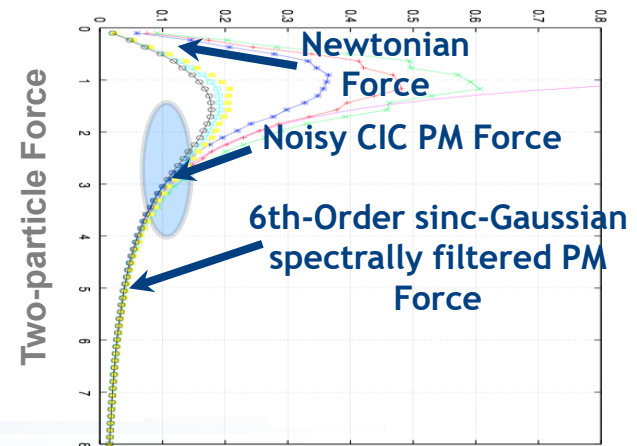 0 0.1 0.2 0.3 0.4 0.5 0.6 0.7 0.8
0
1
2
3
4
5
6
7
8
Two-particle Force
Newtonian
Force
Noisy CIC PM Force
6th-Order sinc-Gaussian
spectrally filtered PM
Force